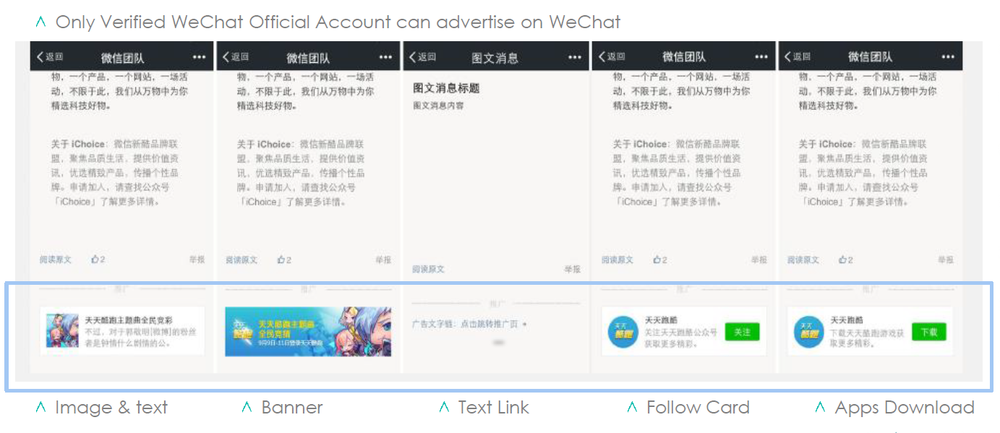 ^ Only Verified WeChat Official Account can advertise on WeChat
返回 微信团队
物，一个产品，一个网站，一场活
动，不限于此，我们从万物中为你
精选科技好物。
关于 iChoice：微信新酷品牌联
盟，聚焦品质生活，提供价值资
讯，优选精致产品，传播个性品
牌。申请加入，请查找公众号
「iChoice」了解更多详情。
阅读原文 2 举报
推广
天天酷跑主题曲全民竞彩
不过，对于郭敬明[微博]的粉丝
者是钟情什么剧情的公。
返回 微信团队
物，一个产品，一个网站，一场活
动，不限于此，我们从万物中为你
精选科技好物。
关于 iChoice：微信新酷品牌联
盟，聚焦品质生活，提供价值资
讯，优选精致产品，传播个性品
牌。申请加入，请查找公众号
「iChoice」了解更多详情。
阅读原文 2 举报
推广
天天酷跑主题曲
全民竞猜
返回 图文消息
图文消息标题
图文消息内容
阅读原文 举报
推广
广告文字链：点击跳转推广页
返回 微信团队
物，一个产品，一个网站，一场活
动，不限于此，我们从万物中为你
精选科技好物。
关于 iChoice：微信新酷品牌联
盟，聚焦品质生活，提供价值资
讯，优选精致产品，传播个性品
牌。申请加入，请查找公众号
「iChoice」了解更多详情。
阅读原文 2 举报
推广
天天跑酷
关注天天跑酷公众号
获取更多精彩。
关注
返回 微信团队
物，一个产品，一个网站，一场活
动，不限于此，我们从万物中为你
精选科技好物。
关于 iChoice：微信新酷品牌联
盟，聚焦品质生活，提供价值资
讯，优选精致产品，传播个性品
牌。申请加入，请查找公众号
「iChoice」了解更多详情。
阅读原文 2 举报
推广
天天跑酷
下载天天酷跑游戏获
取更多精彩。
下载
^ Image & text
^ Banner
^ Text Link
^ Follow Card
^ Apps Download